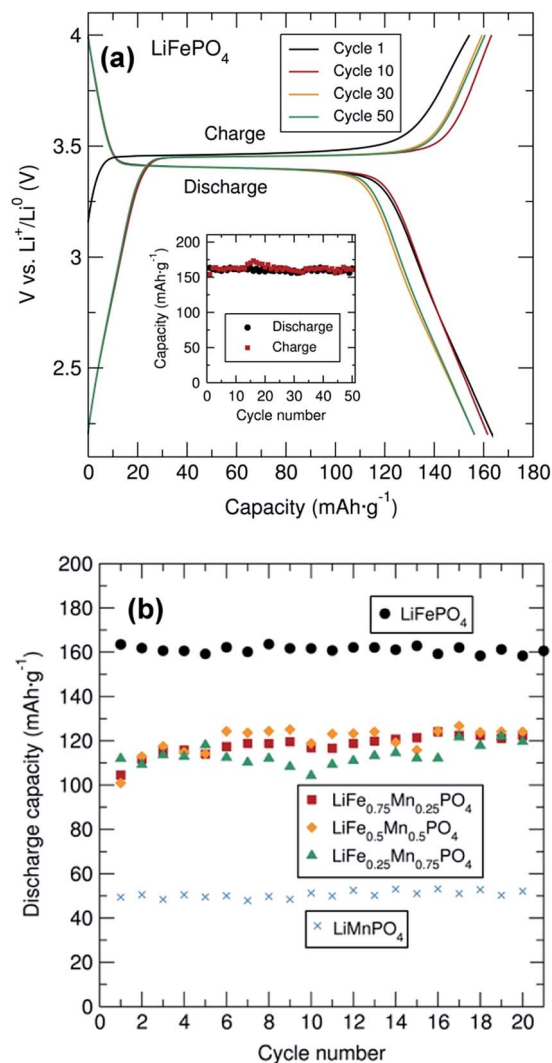 4
(a)
LiFePO4
Cycle 1
Cycle 10
Cycle 30
Cycle 50
Charge
3.5
Discharge
V vs. Li+/Li0 (V)
3
200
150
100
50
0
Capacity (mAh·g-1)
Discharge
Charge
0 10 20 30 40 50
Cycle number
2.5
0 20 40 60 80 100 120 140 160 180
Capacity (mAh·g-1)
200
(b)
180
LiFePO4
160
140
120
100
LiFe0.75Mn0.25PO4
LiFe0.5Mn0.5PO4
LiFe0.25Mn0.75PO4
80
60
40
LiMnPO4
20
0
Discharge capacity (mAh·g-1)
0 2 4 6 8 10 12 14 16 18 20
Cycle number